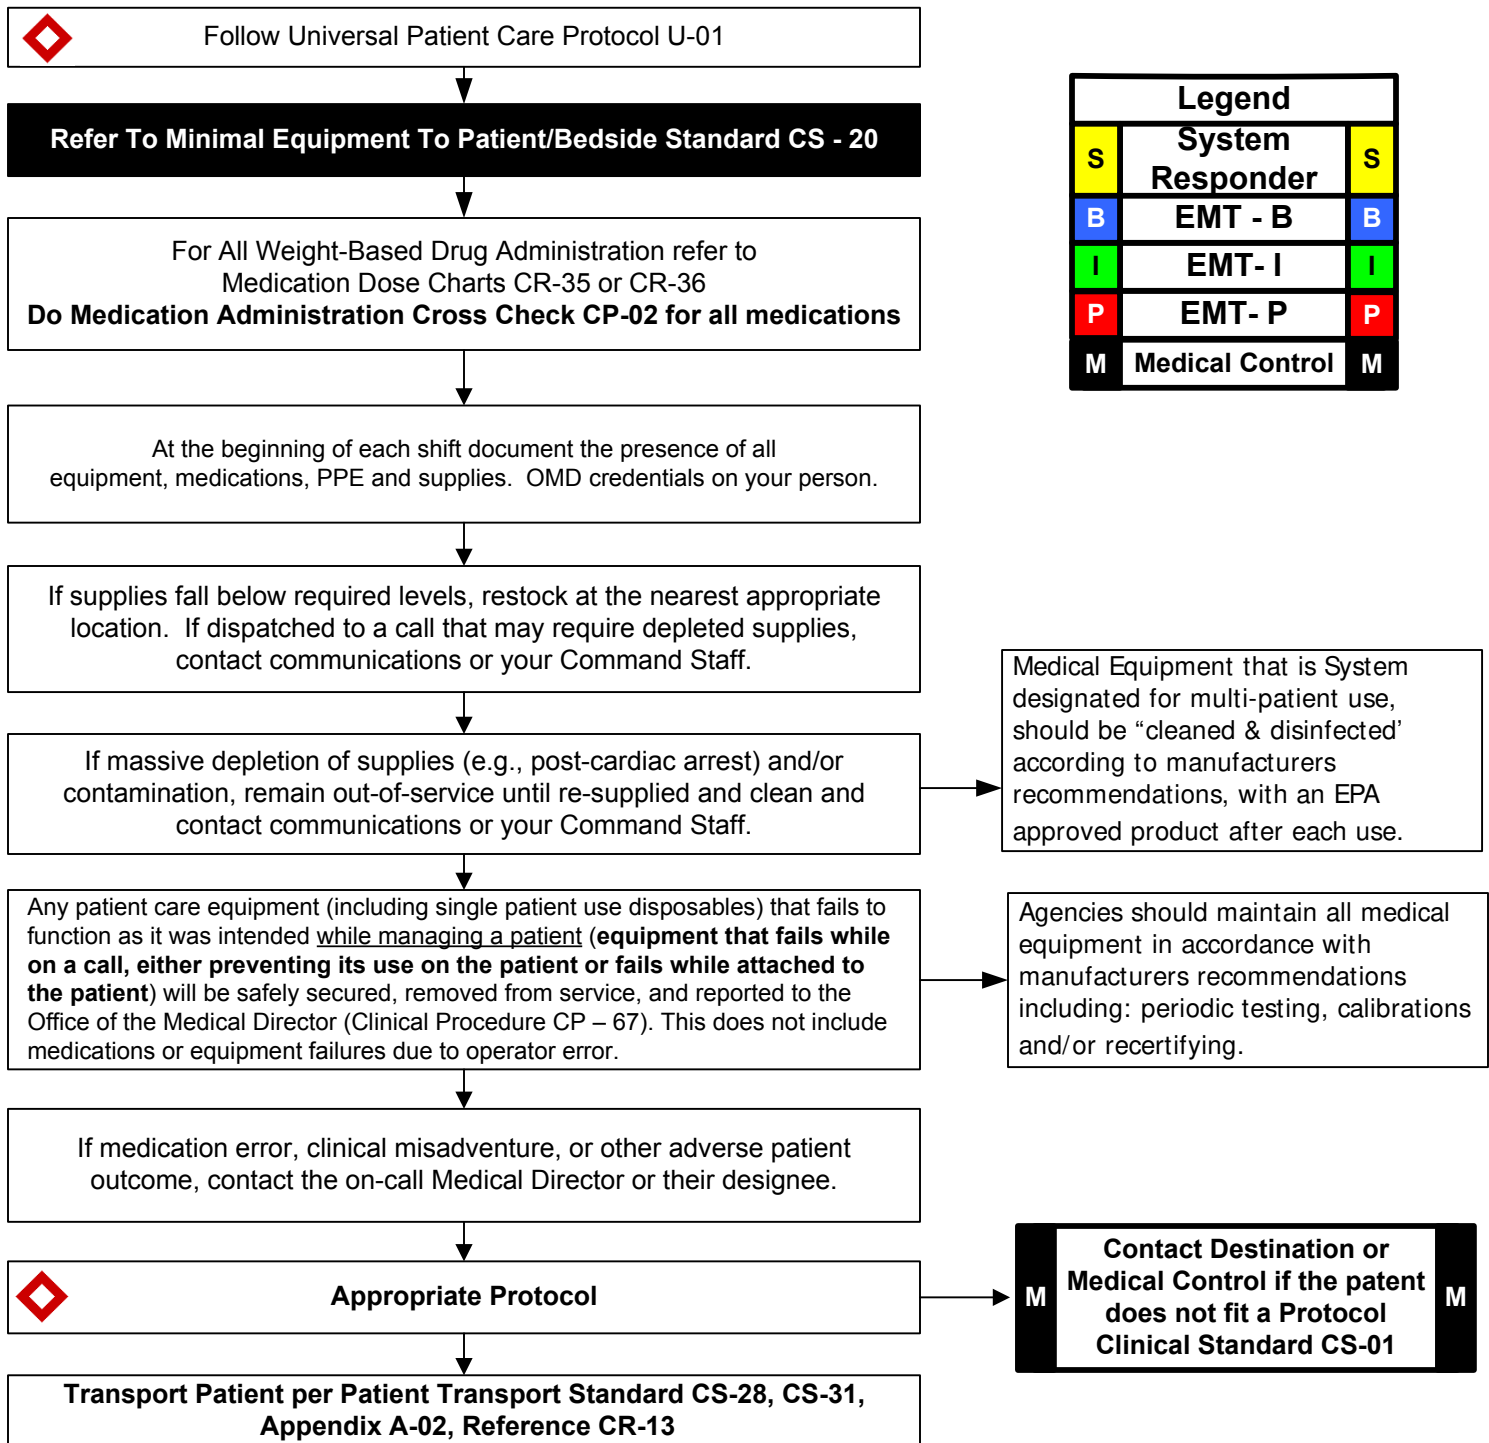 Follow Universal Patient Care Protocol U-01
Refer To Minimal Equipment To Patient/Bedside Standard CS - 20
For All Weight-Based Drug Administration refer to
Medication Dose Charts CR-35 or CR-36
Do Medication Administration Cross Check CP-02 for all medications
At the beginning of each shift document the presence of all
equipment, medications, PPE and supplies.  OMD credentials on your person.
If supplies fall below required levels, restock at the nearest appropriate
location.  If dispatched to a call that may require depleted supplies,
contact communications or your Command Staff.
If massive depletion of supplies (e.g., post-cardiac arrest) and/or
contamination, remain out-of-service until re-supplied and clean and
contact communications or your Command Staff.
Any patient care equipment (including single patient use disposables) that fails to
function as it was intended while managing a patient (equipment that fails while
on a call, either preventing its use on the patient or fails while attached to
the patient) will be safely secured, removed from service, and reported to the
Office of the Medical Director (Clinical Procedure CP – 67). This does not include
medications or equipment failures due to operator error.
If medication error, clinical misadventure, or other adverse patient
outcome, contact the on-call Medical Director or their designee.
Appropriate Protocol
Transport Patient per Patient Transport Standard CS-28, CS-31,
Appendix A-02, Reference CR-13
Legend
S System S
Responder
B EMT - B B
I EMT- I I
P EMT- P P
M Medical Control M
Medical Equipment that is System
designated for multi-patient use,
should be “cleaned & disinfected’
according to manufacturers
recommendations, with an EPA
approved product after each use.
Agencies should maintain all medical
equipment in accordance with
manufacturers recommendations
including: periodic testing, calibrations
and/or recertifying.
Contact Destination or
M Medical Control if the patent M
does not fit a Protocol
Clinical Standard CS-01